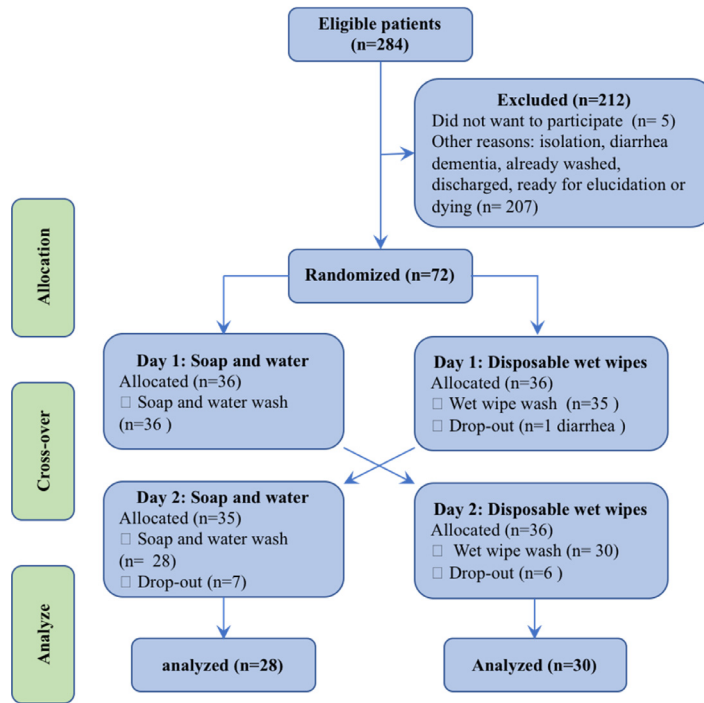 Eligible patients
(n=284)
Excluded (n=212)
Did not want to participate (n= 5)
Other reasons: isolation, diarrhea
dementia, already washed,
discharged, ready for elucidation or
dying (n= 207)
Allocation
Randomized (n=72)
Day 1: Soap and water
Allocated (n=36)
□ Soap and water wash
(n=36 )
Day 1: Disposable wet wipes
Allocated (n=36)
□ Wet wipe wash (n=35 )
□ Drop-out (n=1 diarrhea )
Cross-over
Day 2: Soap and water
Allocated (n=35)
□ Soap and water wash
(n= 28)
□ Drop-out (n=7)
Day 2: Disposable wet wipes
Allocated (n=36)
□ Wet wipe wash (n= 30)
□ Drop-out (n=6 )
Analyze
analyzed (n=28)
Analyzed (n=30)